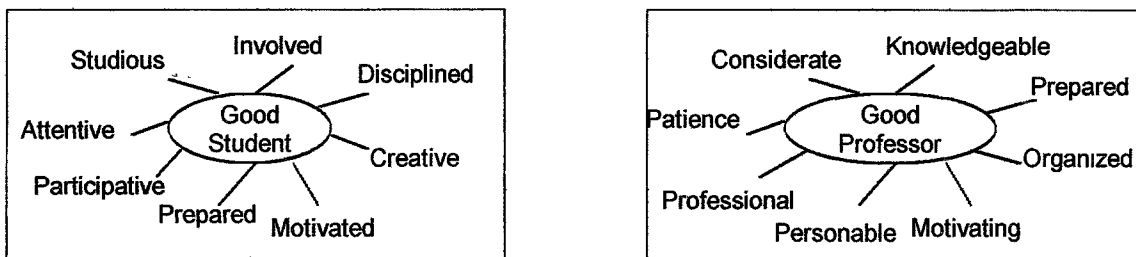 Involved
Studious
Disciplined
Good
Student
Attentive
Creative
Participative
Prepared
Motivated
Knowledgeable
Considerate
Prepared
Patience
Good
Professor
Organized
Professional
Personable
Motivating